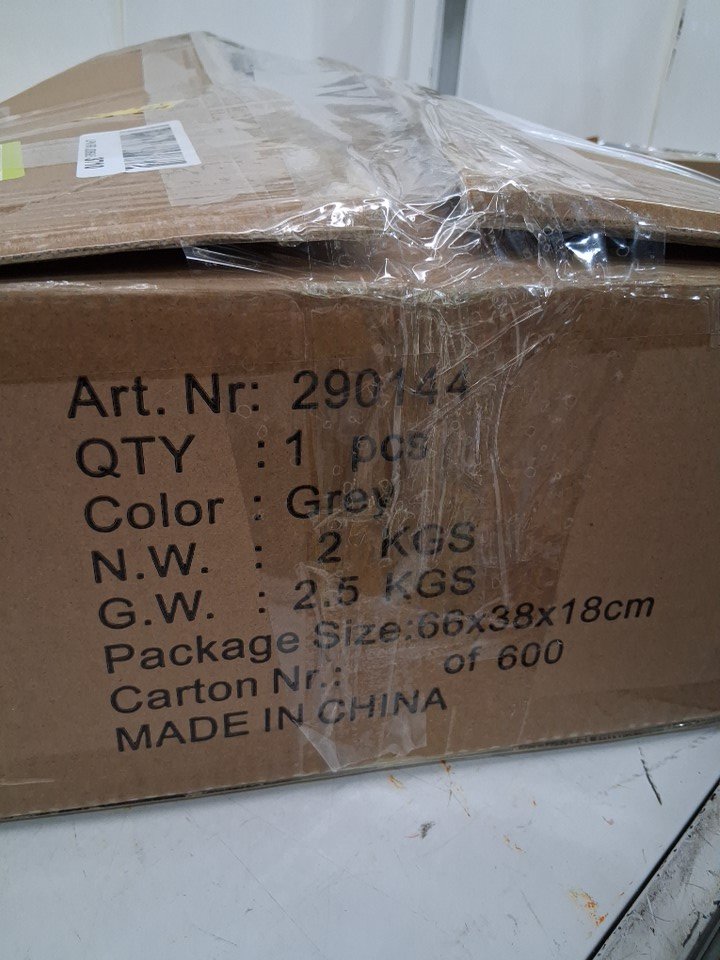 Art. Nr: 290144
QTY : 1 pcs
Color : Grey
N.W. : 2 KGS
G.W. : 2.5 KGS
Package Size:66x38x18cm
Carton Nr.: of 600
MADE IN CHINA